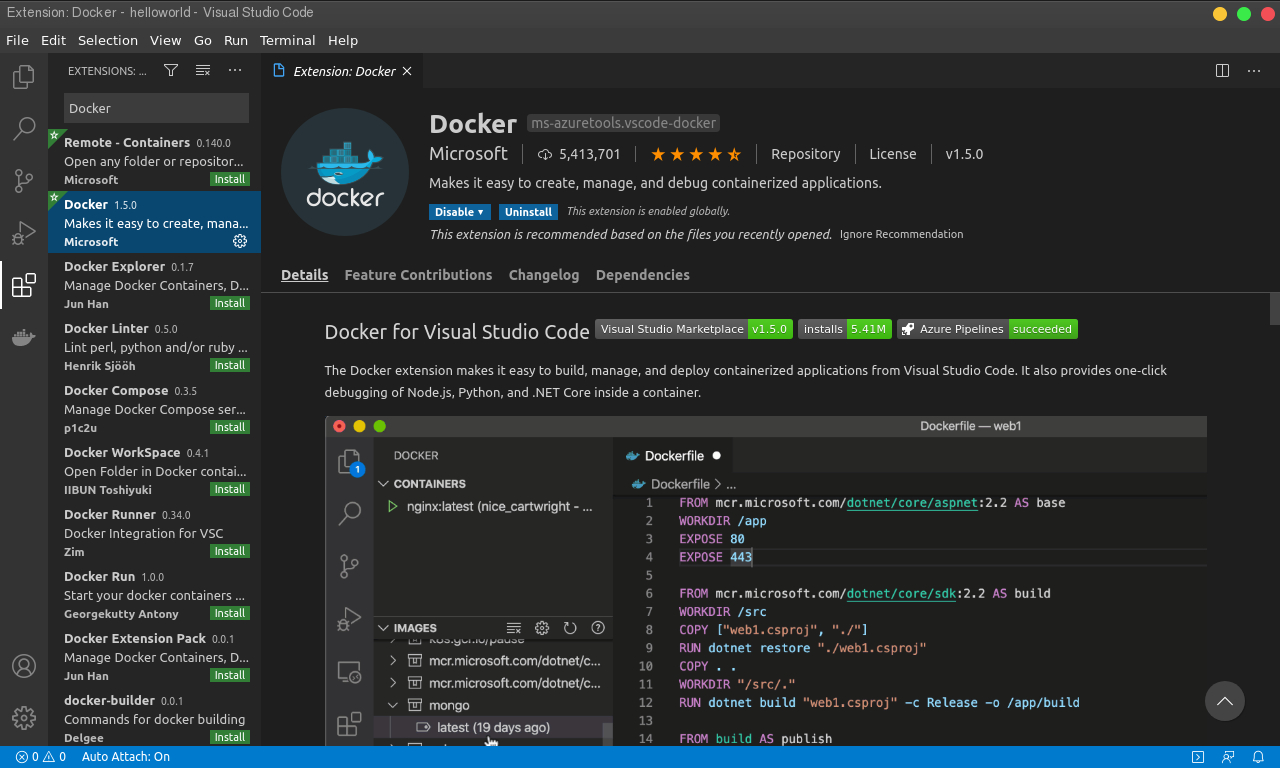 Extension: Docker - helloworld - Visual Studio Code
File Edit Selection View Go Run Terminal Help
EXTENSIONS: ...
Docker
Remote - Containers 0.140.0
Open any folder or repositor...
Microsoft Install
Docker 1.5.0
Makes it easy to create, mana...
Microsoft
Docker Explorer 0.1.7
Manage Docker Containers, D...
Jun Han Install
Docker Linter 0.5.0
Lint perl, python and/or ruby ...
Henrik Sjööh Install
Docker Compose 0.3.5
Manage Docker Compose ser...
p1c2u Install
Docker WorkSpace 0.4.1
Open Folder in Docker contai...
IIBUN Toshiyuki Install
Docker Runner 0.34.0
Docker Integration for VSC
Zim Install
Docker Run 1.0.0
Start your docker containers ...
Georgekutty Antony Install
Docker Extension Pack 0.0.1
Manage Docker Containers, D...
Jun Han Install
docker-builder 0.0.1
Commands for docker building
Delgee Install
Extension: Docker
docker
Docker ms-azuretools.vscode-docker
Microsoft 5,413,701 Repository License v1.5.0
Makes it easy to create, manage, and debug containerized applications.
Disable Uninstall This extension is enabled globally.
This extension is recommended based on the files you recently opened. Ignore Recommendation
Details Feature Contributions Changelog Dependencies
Docker for Visual Studio Code Visual Studio Marketplace v1.5.0 installs 5.41M Azure Pipelines succeeded
The Docker extension makes it easy to build, manage, and deploy containerized applications from Visual Studio Code. It also provides one-click
debugging of Node.js, Python, and .NET Core inside a container.
Dockerfile — web1
1
DOCKER
CONTAINERS
nginx:latest (nice_cartwright - ...
IMAGES
k8s.gcr.io/pause
mcr.microsoft.com/dotnet/c...
mcr.microsoft.com/dotnet/c...
mongo
latest (19 days ago)
Dockerfile
Dockerfile > ...
1 FROM mcr.microsoft.com/dotnet/core/aspnet:2.2 AS base
2 WORKDIR /app
3 EXPOSE 80
4 EXPOSE 443
5
6 FROM mcr.microsoft.com/dotnet/core/sdk:2.2 AS build
7 WORKDIR /src
8 COPY ["web1.csproj", "./"]
9 RUN dotnet restore "./web1.csproj"
10 COPY . .
11 WORKDIR "/src/."
12 RUN dotnet build "web1.csproj" -c Release -o /app/build
13
14 FROM build AS publish
0 0 Auto Attach: On